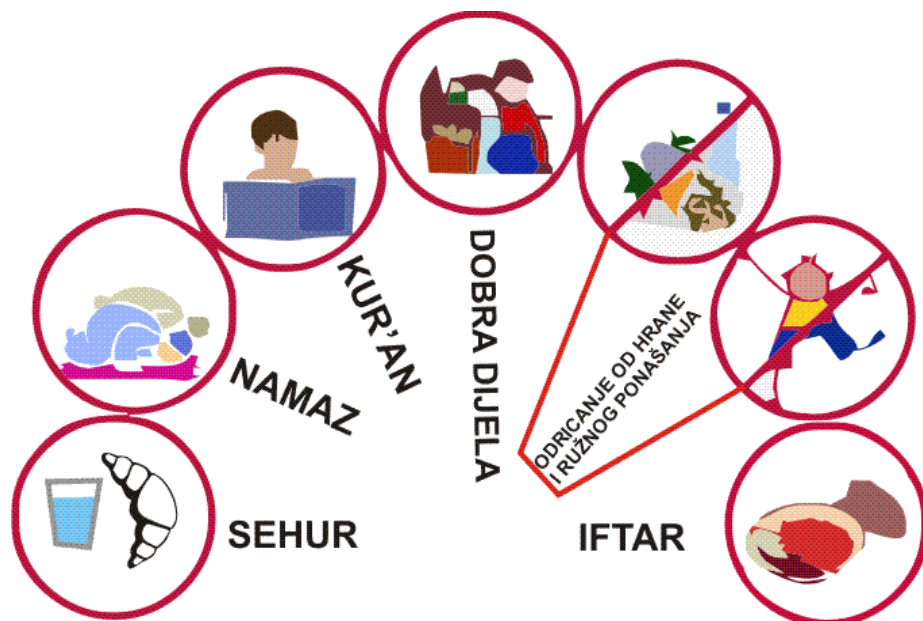 SEHUR
NAMAZ
KUR'AN
DOBRA DIJELA
ODRICANJE OD HRANE
I RUŽNOG PONAŠANJA
IFTAR